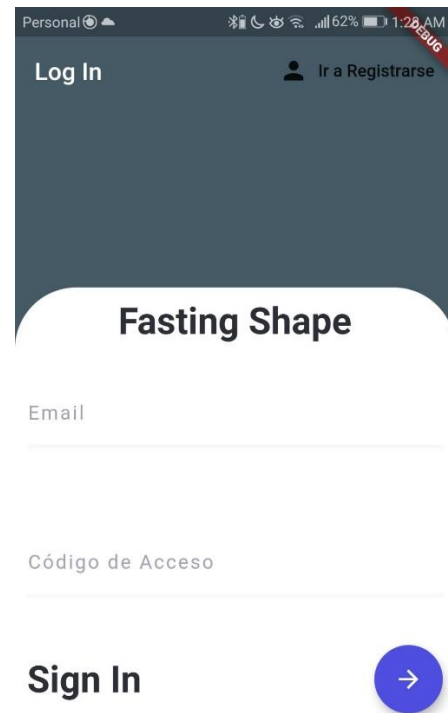 Personal 62% 1:28 AM
DEBUG
Log In Ir a Registrarse
Fasting Shape
Email
Código de Acceso
Sign In